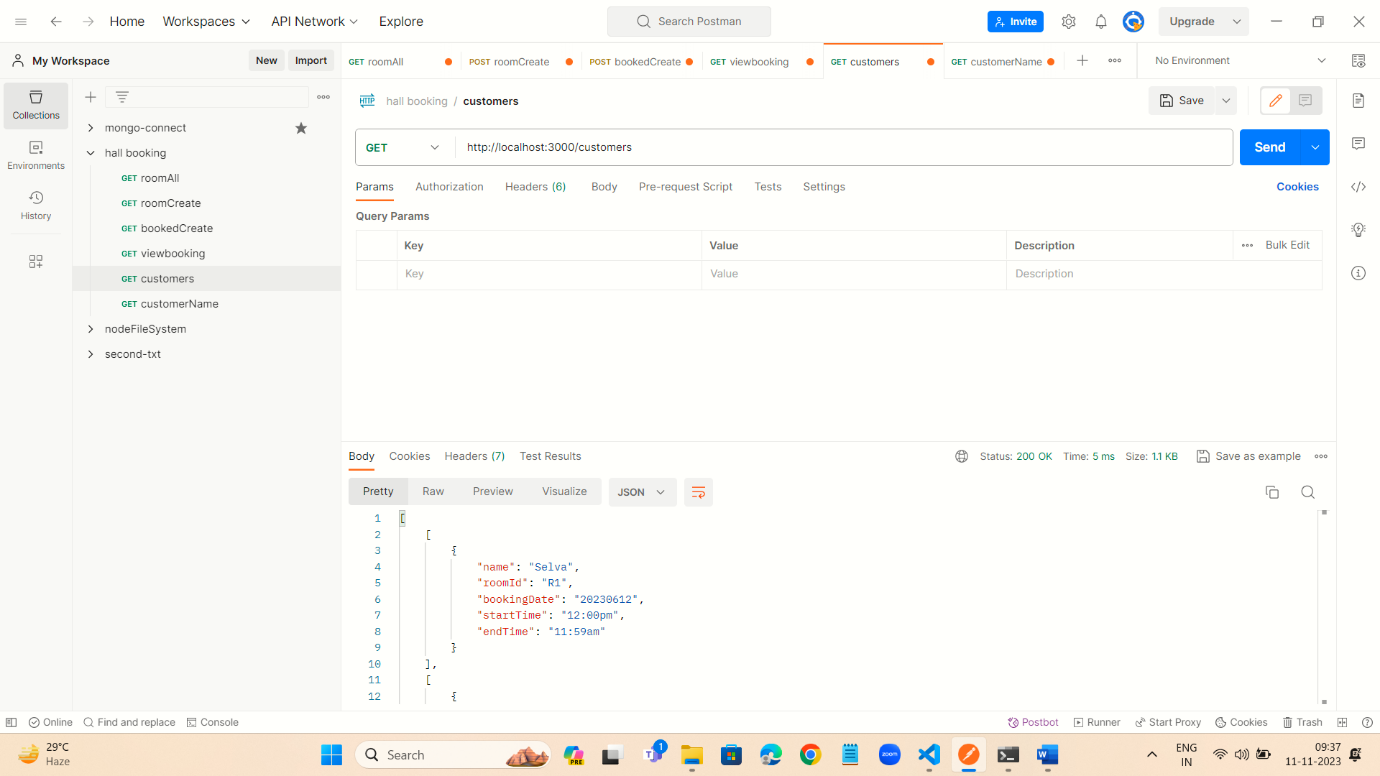 Home Workspaces API Network Explore Search Postman Invite Upgrade
My Workspace New Import GET roomAll POST roomCreate POST bookedCreate GET viewbooking GET customers GET customerName No Environment
Collections
Environments
History
mongo-connect
hall booking
GET roomAll
GET roomCreate
GET bookedCreate
GET viewbooking
GET customers
GET customerName
nodeFileSystem
second-txt
HTTP hall booking / customers Save
GET http://localhost:3000/customers Send
Params Authorization Headers (6) Body Pre-request Script Tests Settings Cookies
Query Params
Key Value Description Bulk Edit
Key Value Description
Body Cookies Headers (7) Test Results Status: 200 OK Time: 5 ms Size: 1.1 KB Save as example
Pretty Raw Preview Visualize JSON
1 [
2 [
3 {
4 "name": "Selva",
5 "roomId": "R1",
6 "bookingDate": "20230612",
7 "startTime": "12:00pm",
8 "endTime": "11:59am"
9 }
10 ],
11 [
12 {
Online Find and replace Console Postbot Runner Start Proxy Cookies Trash
29°C
Haze
Search
PRE
1
zoom
ENG
IN
09:37
11-11-2023